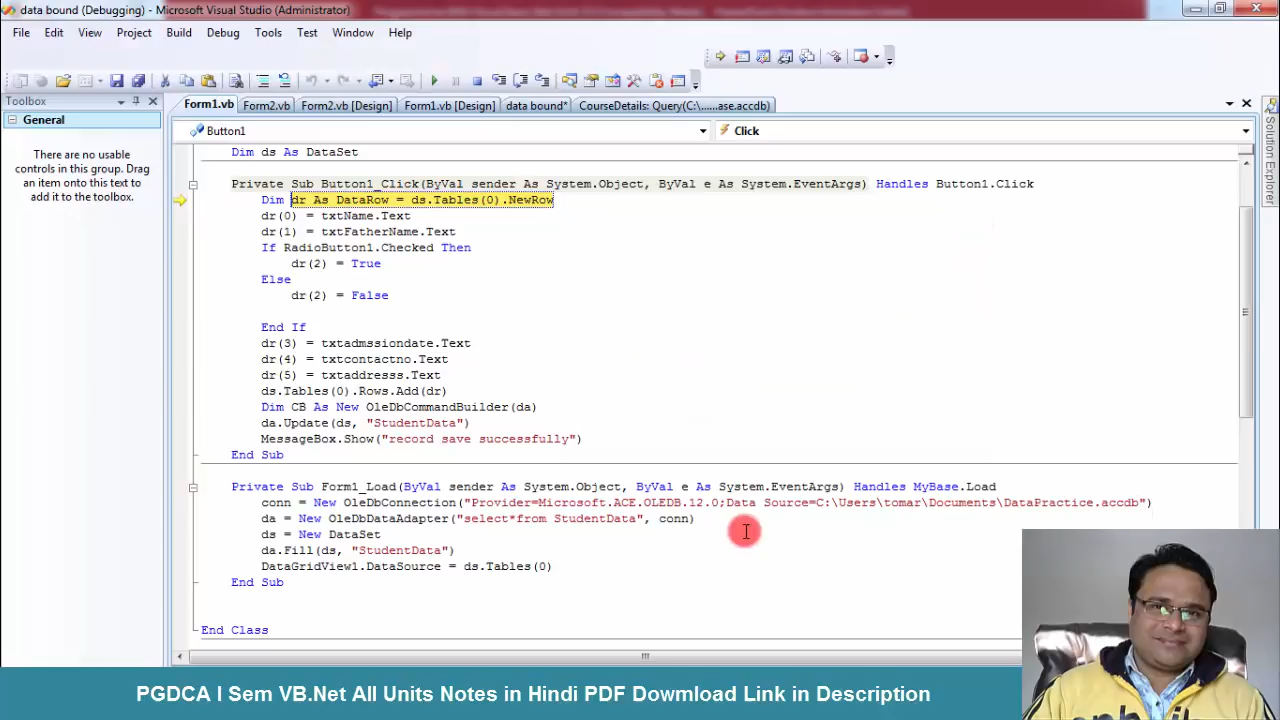 data bound (Debugging) - Microsoft Visual Studio (Administrator)
File Edit View Project Build Debug Tools Test Window Help
Toolbox
General
There are no usable
controls in this group. Drag
an item onto this text to
add it to the toolbox.
Form1.vb Form2.vb Form2.vb [Design] Form1.vb [Design] data bound* CourseDetails: Query(C:\......ase.accdb)
Solution Explorer
Button1 Click
Dim ds As DataSet
Private Sub Button1_Click(ByVal sender As System.Object, ByVal e As System.EventArgs) Handles Button1.Click
Dim dr As DataRow = ds.Tables(0).NewRow
dr(0) = txtName.Text
dr(1) = txtFatherName.Text
If RadioButton1.Checked Then
dr(2) = True
Else
dr(2) = False
End If
dr(3) = txtadmssiondate.Text
dr(4) = txtcontactno.Text
dr(5) = txtaddresss.Text
ds.Tables(0).Rows.Add(dr)
Dim CB As New OleDbCommandBuilder(da)
da.Update(ds, "StudentData")
MessageBox.Show("record save successfully")
End Sub
Private Sub Form1_Load(ByVal sender As System.Object, ByVal e As System.EventArgs) Handles MyBase.Load
conn = New OleDbConnection("Provider=Microsoft.ACE.OLEDB.12.0;Data Source=C:\Users\tomar\Documents\DataPractice.accdb")
da = New OleDbDataAdapter("select*from StudentData", conn)
ds = New DataSet
da.Fill(ds, "StudentData")
DataGridView1.DataSource = ds.Tables(0)
End Sub
End Class
PGDCA I Sem VB.Net All Units Notes in Hindi PDF Dowmload Link in Description